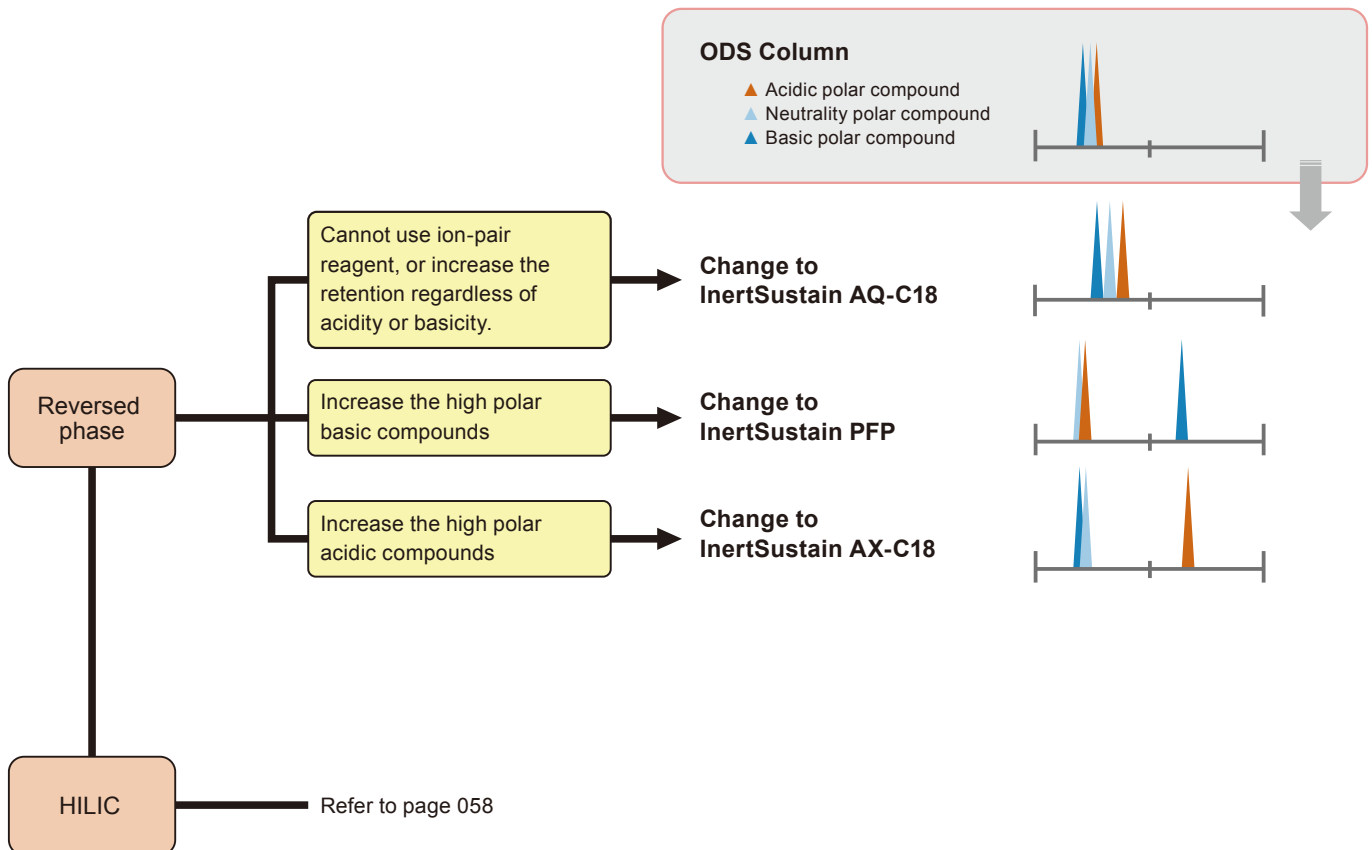 ODS Column
Acidic polar compound
Neutrality polar compound
Basic polar compound
Cannot use ion-pair
reagent, or increase the
retention regardless of
acidity or basicity.
Change to
InertSustain AQ-C18
Reversed
phase
Increase the high polar
basic compounds
Change to
InertSustain PFP
Increase the high polar
acidic compounds
Change to
InertSustain AX-C18
HILIC
Refer to page 058